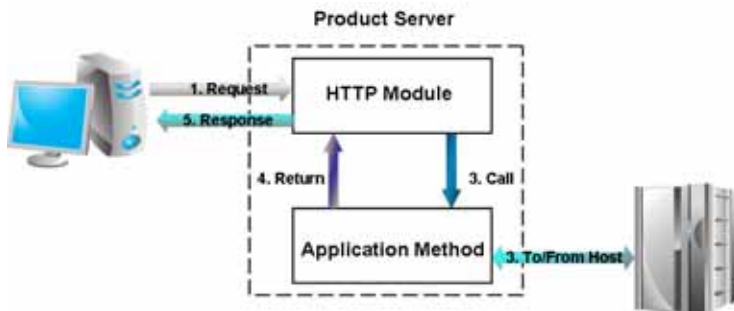 Product Server
1. Request
HTTP Module
5. Response
4. Return
3. Call
Application Method
3. To/From Host